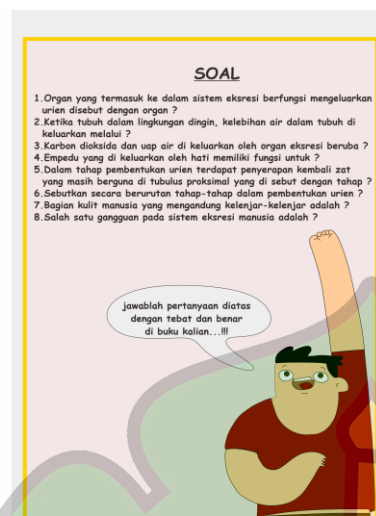 SOAL
1.Organ yang termasuk ke dalam sistem eksresi berfungsi mengeluarkan
urien disebut dengan organ ?
2.Ketika tubuh dalam lingkungan dingin, kelebihan air dalam tubuh di
keluarkan melalui ?
3.Karbon dioksida dan uap air di keluarkan oleh organ eksresi beruba ?
4.Empedu yang di keluarkan oleh hati memiliki fungsi untuk ?
5.Dalam tahap pembentukan urien terdapat penyerapan kembali zat
yang masih berguna di tubulus proksimal yang di sebut dengan tahap ?
6.Sebutkan secara berurutan tahap-tahap dalam pembentukan urien ?
7.Bagian kulit manusia yang mengandung kelenjar-kelenjar adalah ?
8.Salah satu gangguan pada sistem eksresi manusia adalah ?
jawablah pertanyaan diatas
dengan tebat dan benar
di buku kalian...!!!